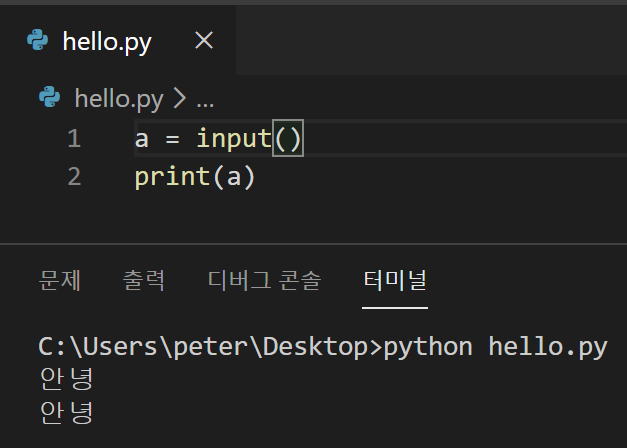 hello.py
hello.py > ...
1 a = input()
2 print(a)
문제 출력 디버그 콘솔 터미널
C:\Users\peter\Desktop>python hello.py
안녕
안녕